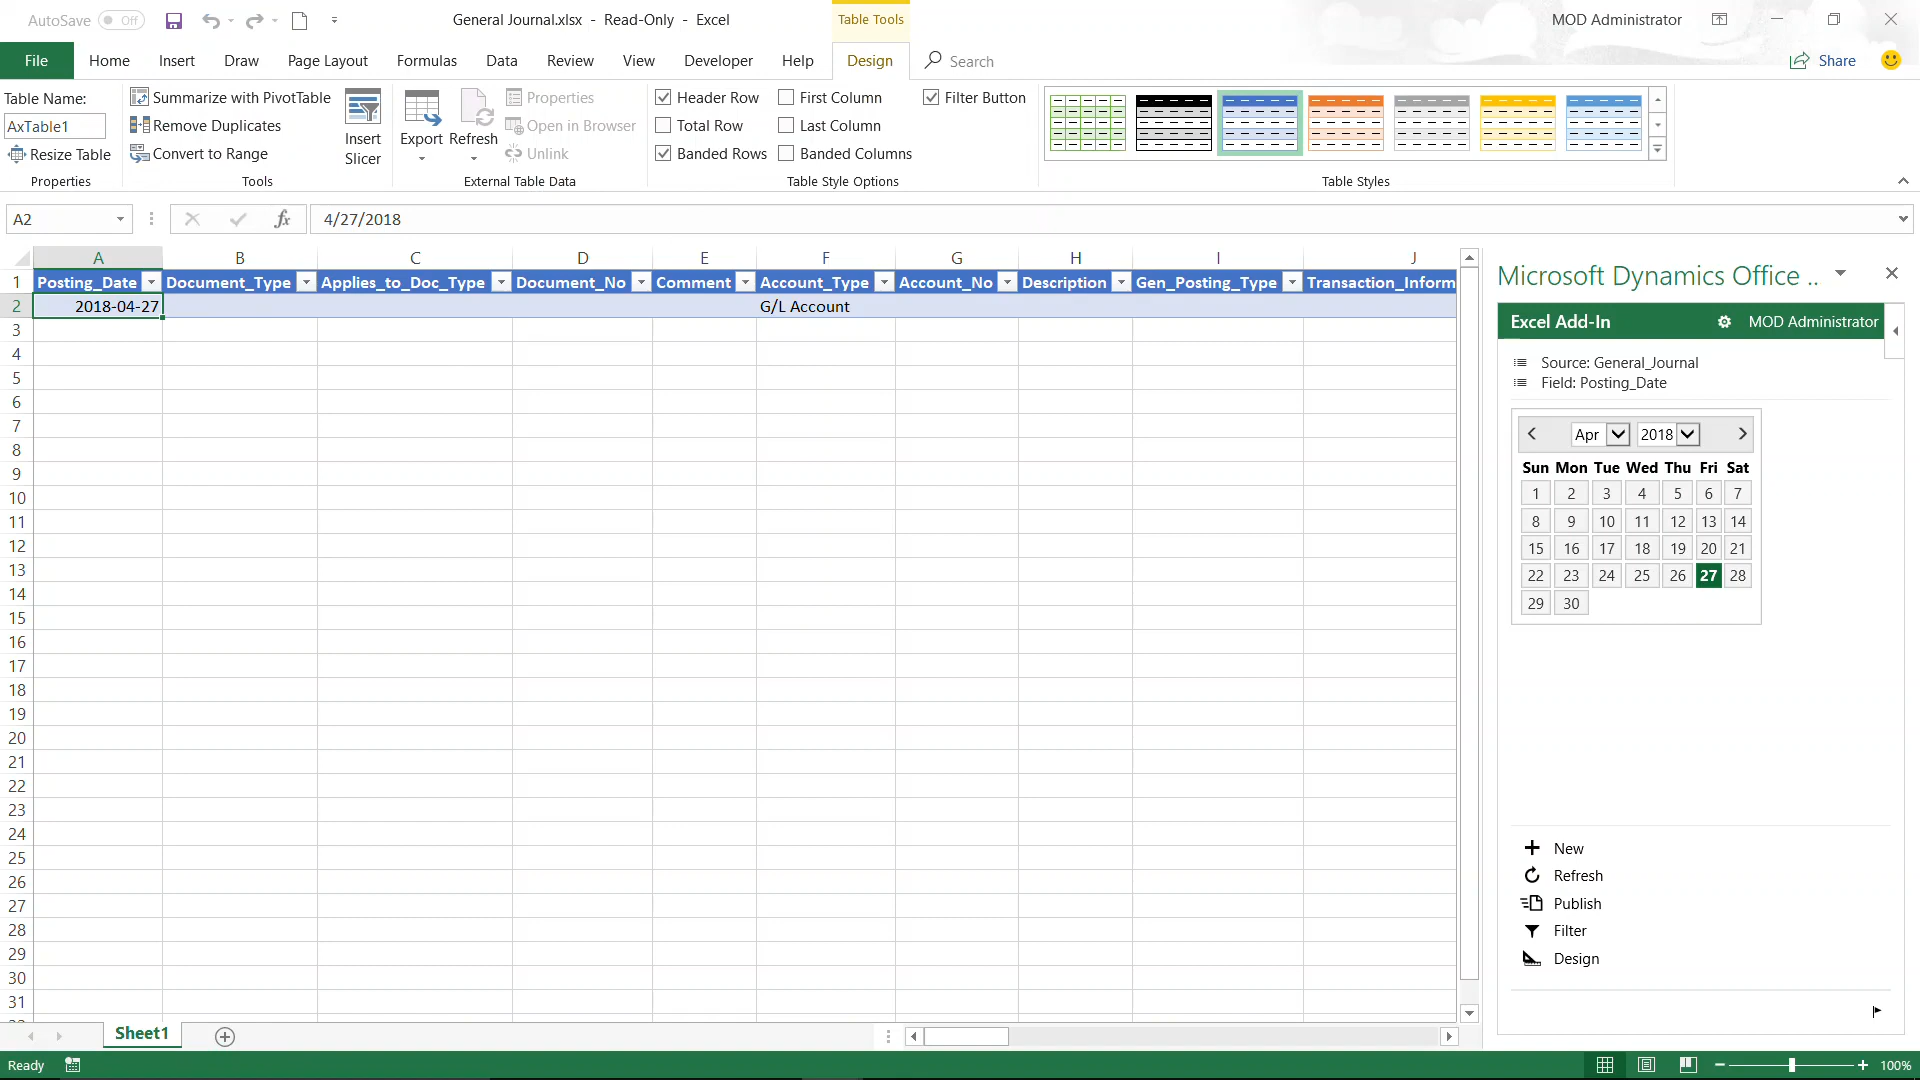 AutoSave Off
General Journal.xlsx - Read-Only - Excel
Table Tools
MOD Administrator
File Home Insert Draw Page Layout Formulas Data Review View Developer Help Design Search Share
Table Name:
AxTable1
Resize Table
Properties
Summarize with PivotTable
Remove Duplicates
Convert to Range
Tools
Insert
Slicer
Export
Refresh
Properties
Open in Browser
Unlink
External Table Data
Header Row
Total Row
Banded Rows
First Column
Last Column
Banded Columns
Filter Button
Table Style Options
Table Styles
A2 fx 4/27/2018
A B C D E F G H I J
1 Posting_Date Document_Type Applies_to_Doc_Type Document_No Comment Account_Type Account_No Description Gen_Posting_Type Transaction_Inform
2 2018-04-27 G/L Account
3
4
5
6
7
8
9
10
11
12
13
14
15
16
17
18
19
20
21
22
23
24
25
26
27
28
29
30
31
Microsoft Dynamics Office ..
Excel Add-In MOD Administrator
Source: General_Journal
Field: Posting_Date
Apr 2018
Sun Mon Tue Wed Thu Fri Sat
1 2 3 4 5 6 7
8 9 10 11 12 13 14
15 16 17 18 19 20 21
22 23 24 25 26 27 28
29 30
New
Refresh
Publish
Filter
Design
Sheet1
Ready
100%